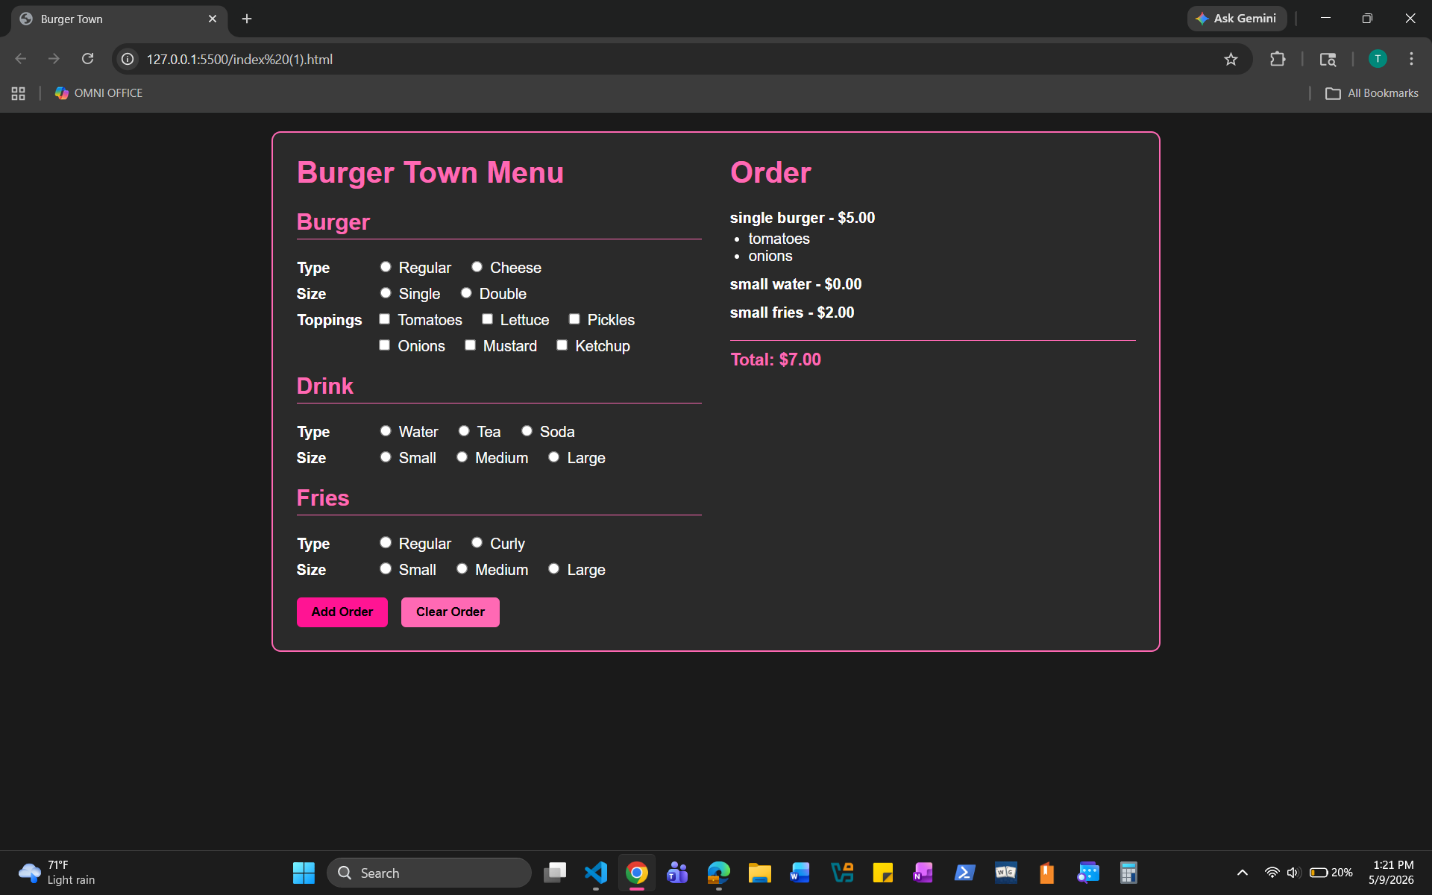 Burger Town
Ask Gemini
127.0.0.1:5500/index%20(1).html
T
OMNI OFFICE
All Bookmarks
Burger Town Menu
Burger
Type Regular Cheese
Size Single Double
Toppings Tomatoes Lettuce Pickles
Onions Mustard Ketchup
Drink
Type Water Tea Soda
Size Small Medium Large
Fries
Type Regular Curly
Size Small Medium Large
Add Order Clear Order
Order
single burger - $5.00
• tomatoes
• onions
small water - $0.00
small fries - $2.00
Total: $7.00
71°F
Light rain
Search
20%
1:21 PM
5/9/2026